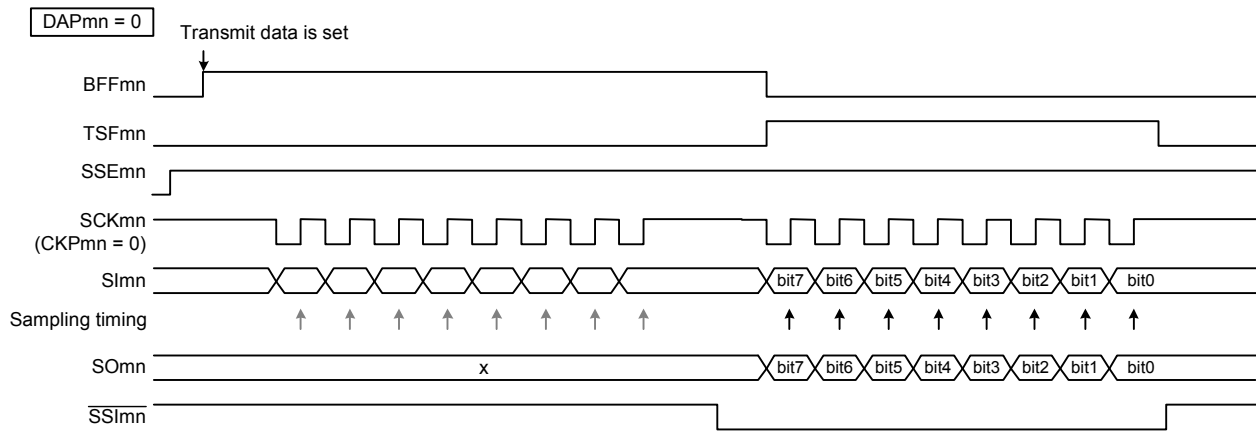 DAPmn = 0
Transmit data is set
BFFmn
TSFmn
SSEmn
SCKmn
(CKPmn = 0)
SImn
bit7 bit6 bit5 bit4 bit3 bit2 bit1 bit0
Sampling timing
SOmn
x
bit7 bit6 bit5 bit4 bit3 bit2 bit1 bit0
SSImn